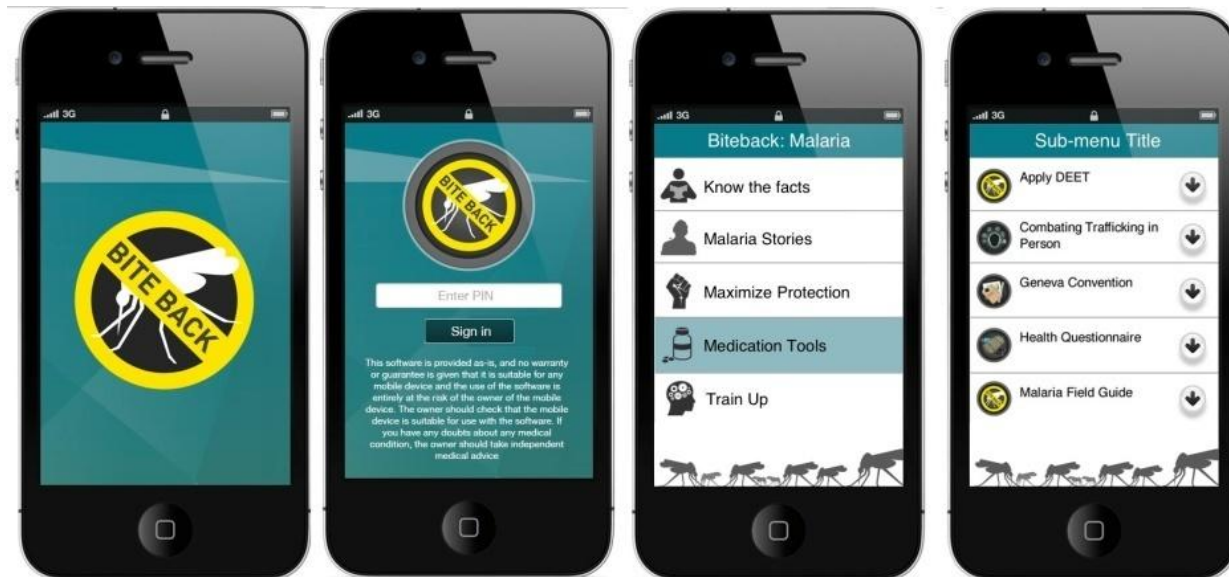 3G
BITE BACK
3G
BITE BACK
Enter PIN
Sign in
This software is provided as-is, and no warranty
or guarantee is given that it is suitable for any
mobile device and the use of the software is
entirely at the risk of the owner of the mobile
device. The owner should check that the mobile
device is suitable for use with the software. If
you have any doubts about any medical
condition, the owner should take independent
medical advice
3G
Biteback: Malaria
Know the facts
Malaria Stories
Maximize Protection
Medication Tools
Train Up
3G
Sub-menu Title
Apply DEET
Combating Trafficking in
Person
Geneva Convention
Health Questionnaire
Malaria Field Guide